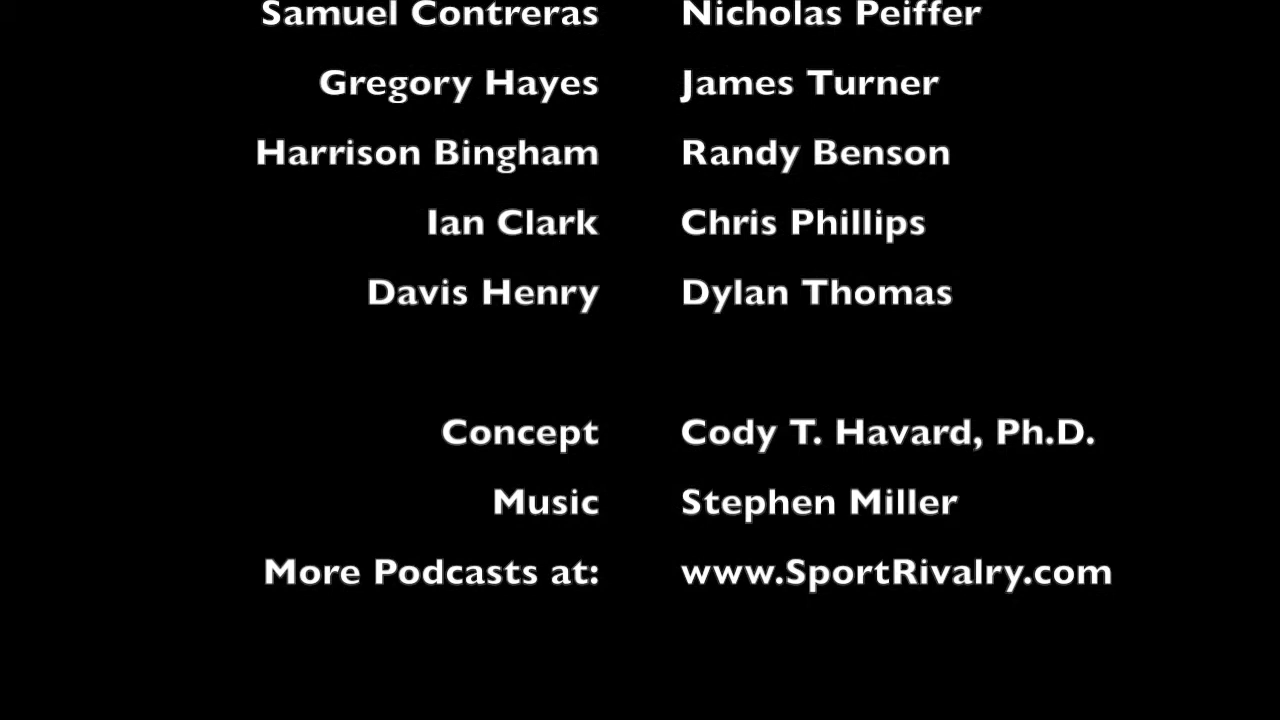 Samuel Contreras Nicholas Peiffer
Gregory Hayes James Turner
Harrison Bingham Randy Benson
Ian Clark Chris Phillips
Davis Henry Dylan Thomas
Concept Cody T. Havard, Ph.D.
Music Stephen Miller
More Podcasts at: www.SportRivalry.com